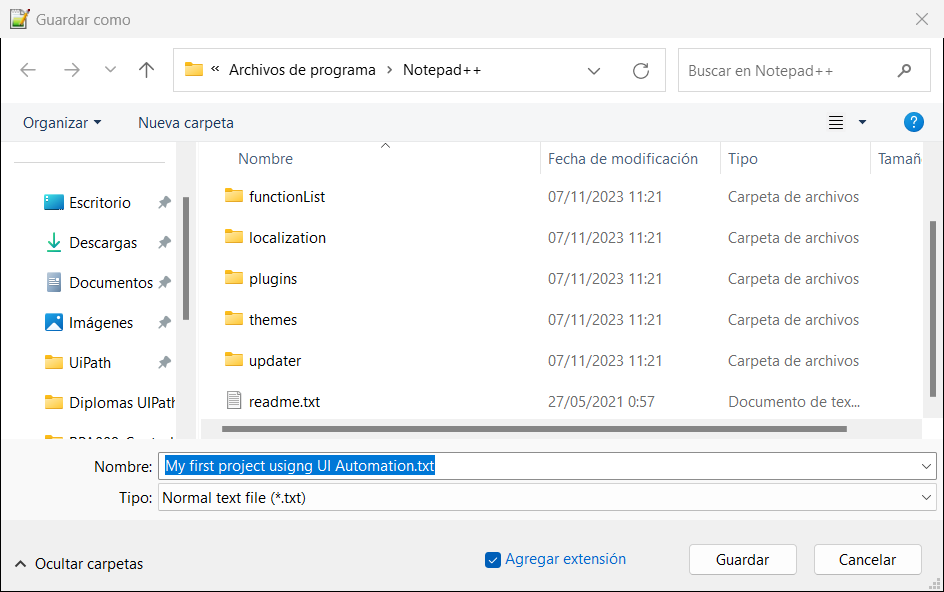 Guardar como
« Archivos de programa > Notepad++
Buscar en Notepad++
Organizar Nueva carpeta ?
Nombre Fecha de modificación Tipo Tamañ
Escritorio
Descargas
Documentos
Imágenes
UiPath
Diplomas UIPath
functionList 07/11/2023 11:21 Carpeta de archivos
localization 07/11/2023 11:21 Carpeta de archivos
plugins 07/11/2023 11:21 Carpeta de archivos
themes 07/11/2023 11:21 Carpeta de archivos
updater 07/11/2023 11:21 Carpeta de archivos
readme.txt 27/05/2021 0:57 Documento de tex...
Nombre: My first project usigng UI Automation.txt
Tipo: Normal text file (*.txt)
Ocultar carpetas
Agregar extensión
Guardar
Cancelar